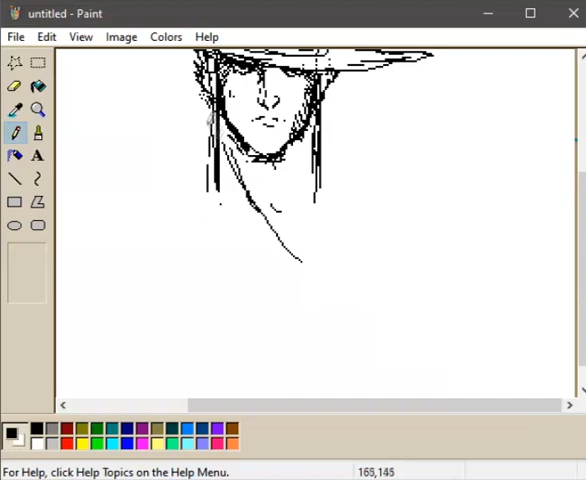 untitled - Paint
File Edit View Image Colors Help
A
For Help, click Help Topics on the Help Menu. 165,145